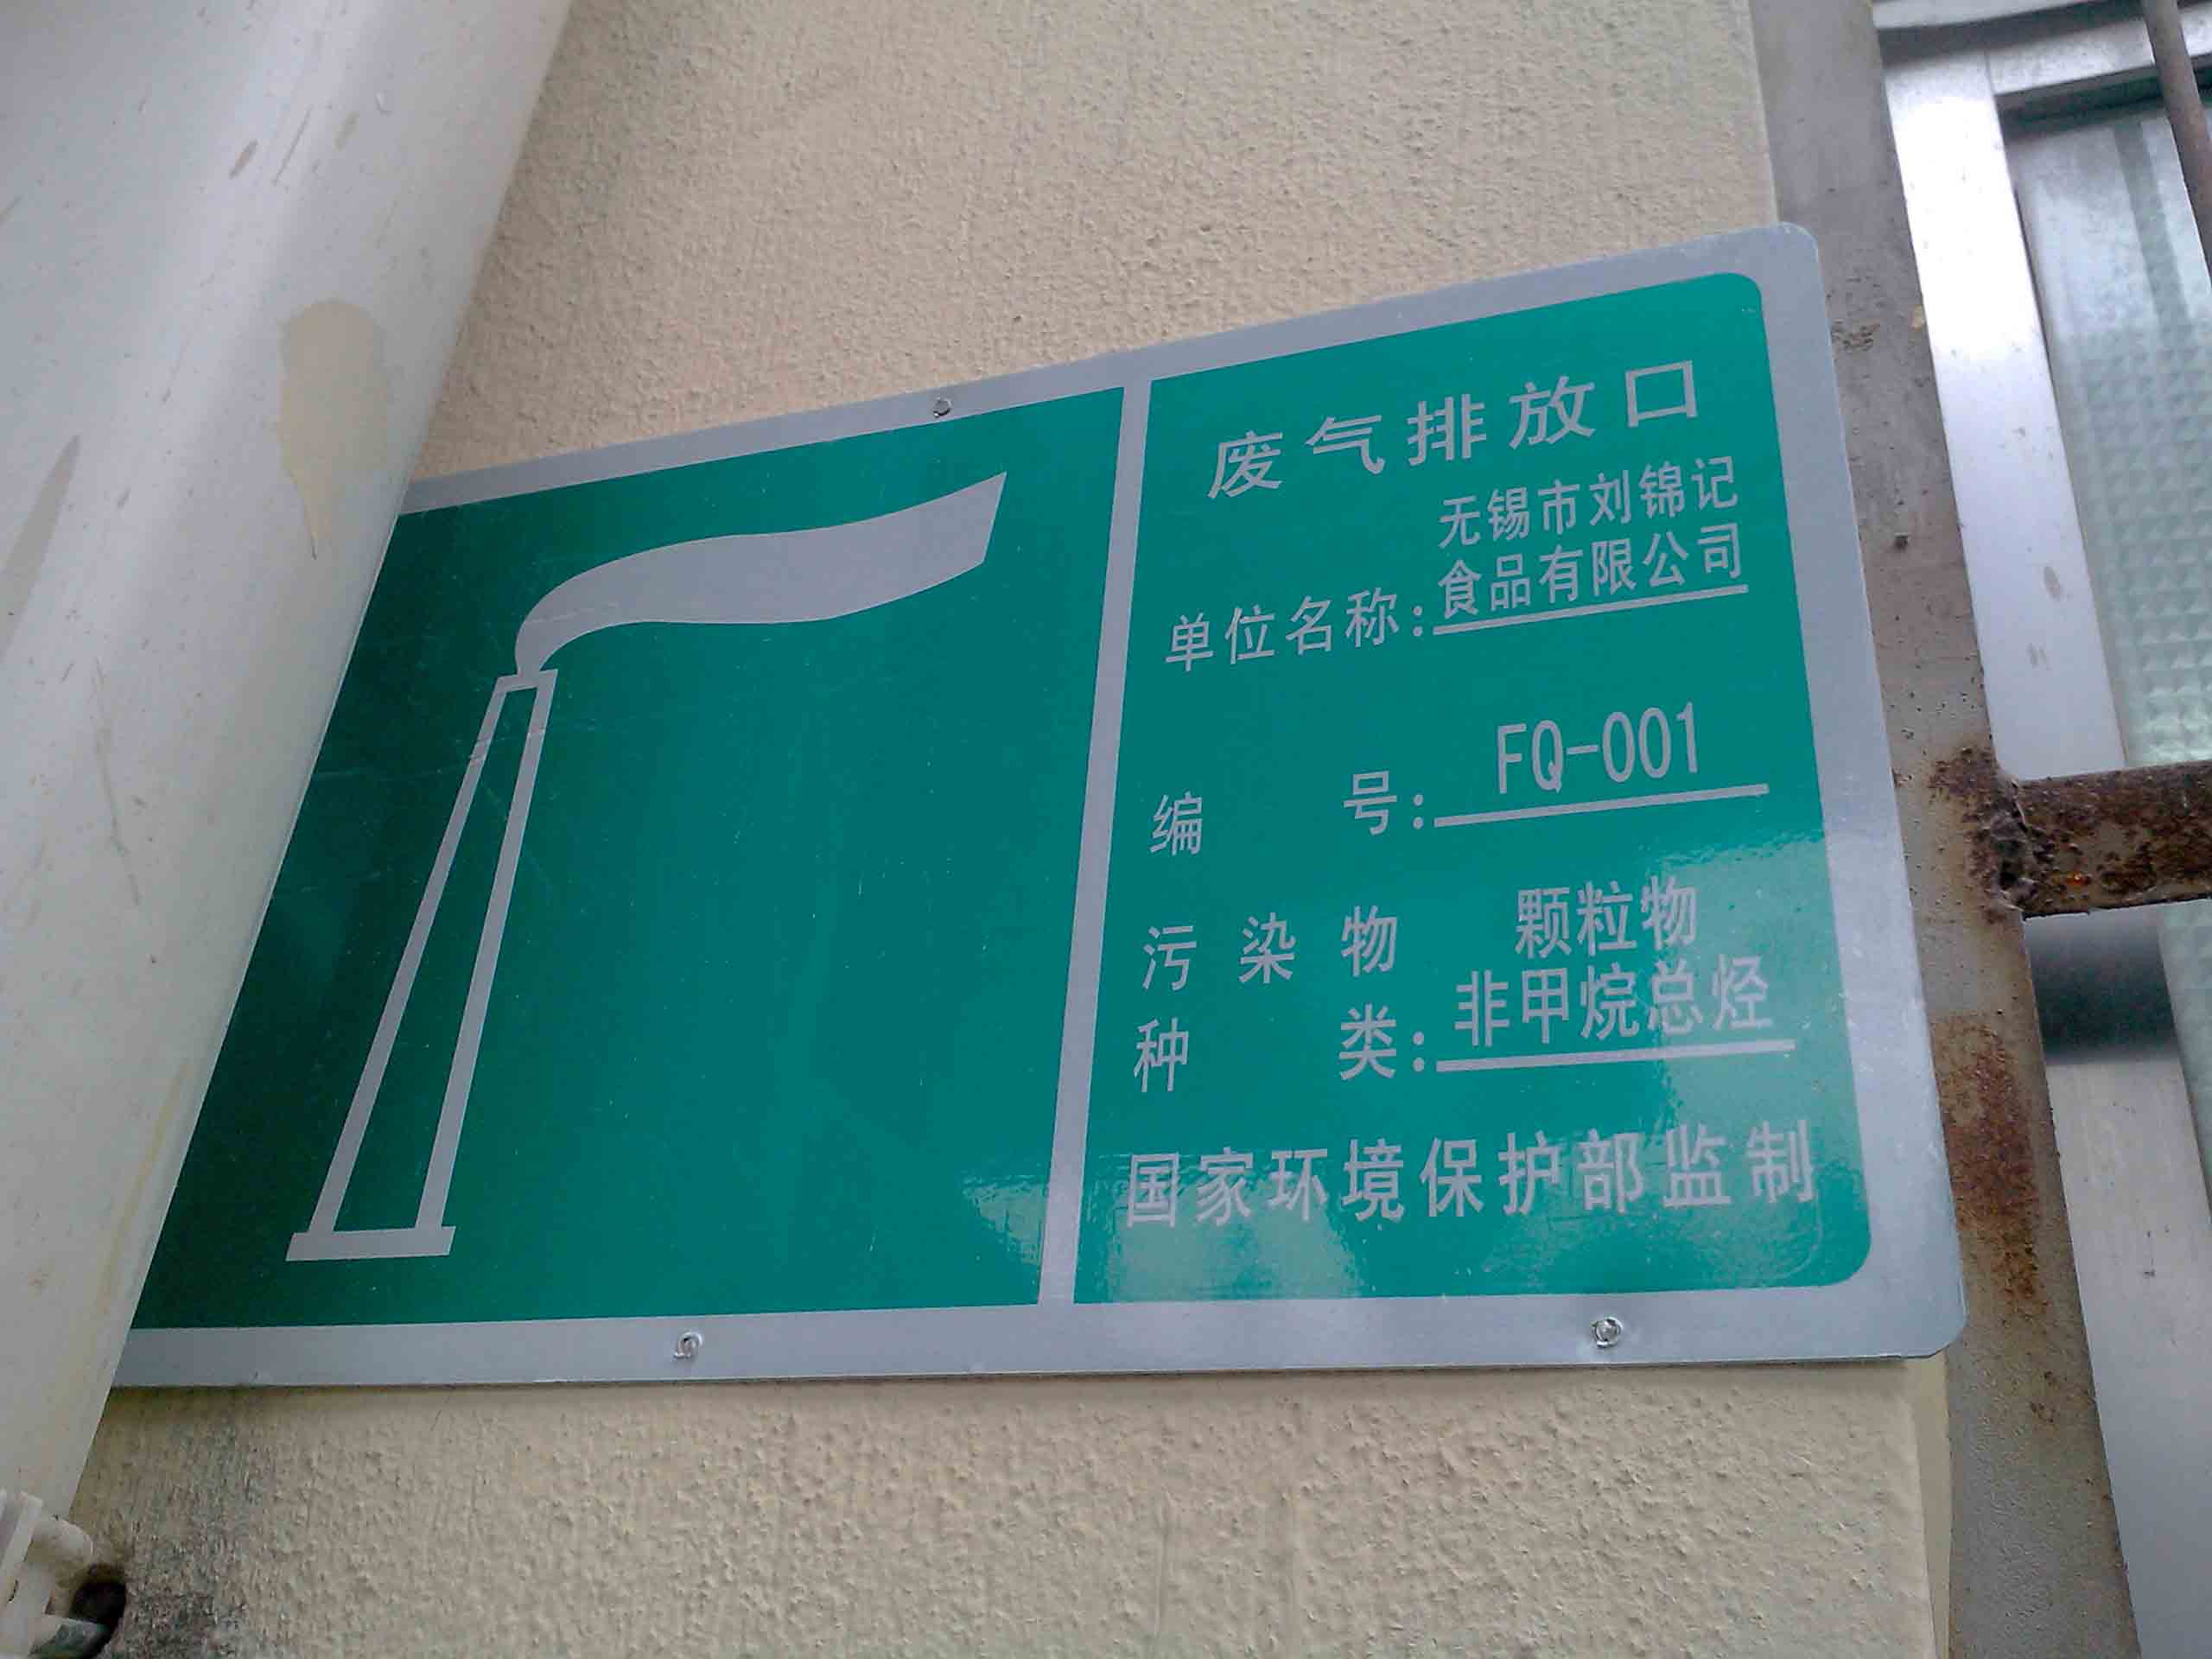 废气排放口
无锡市刘锦记
单位名称：食品有限公司
编号：FQ-001
污染物 颗粒物
种类：非甲烷总烃
国家环境保护部监制